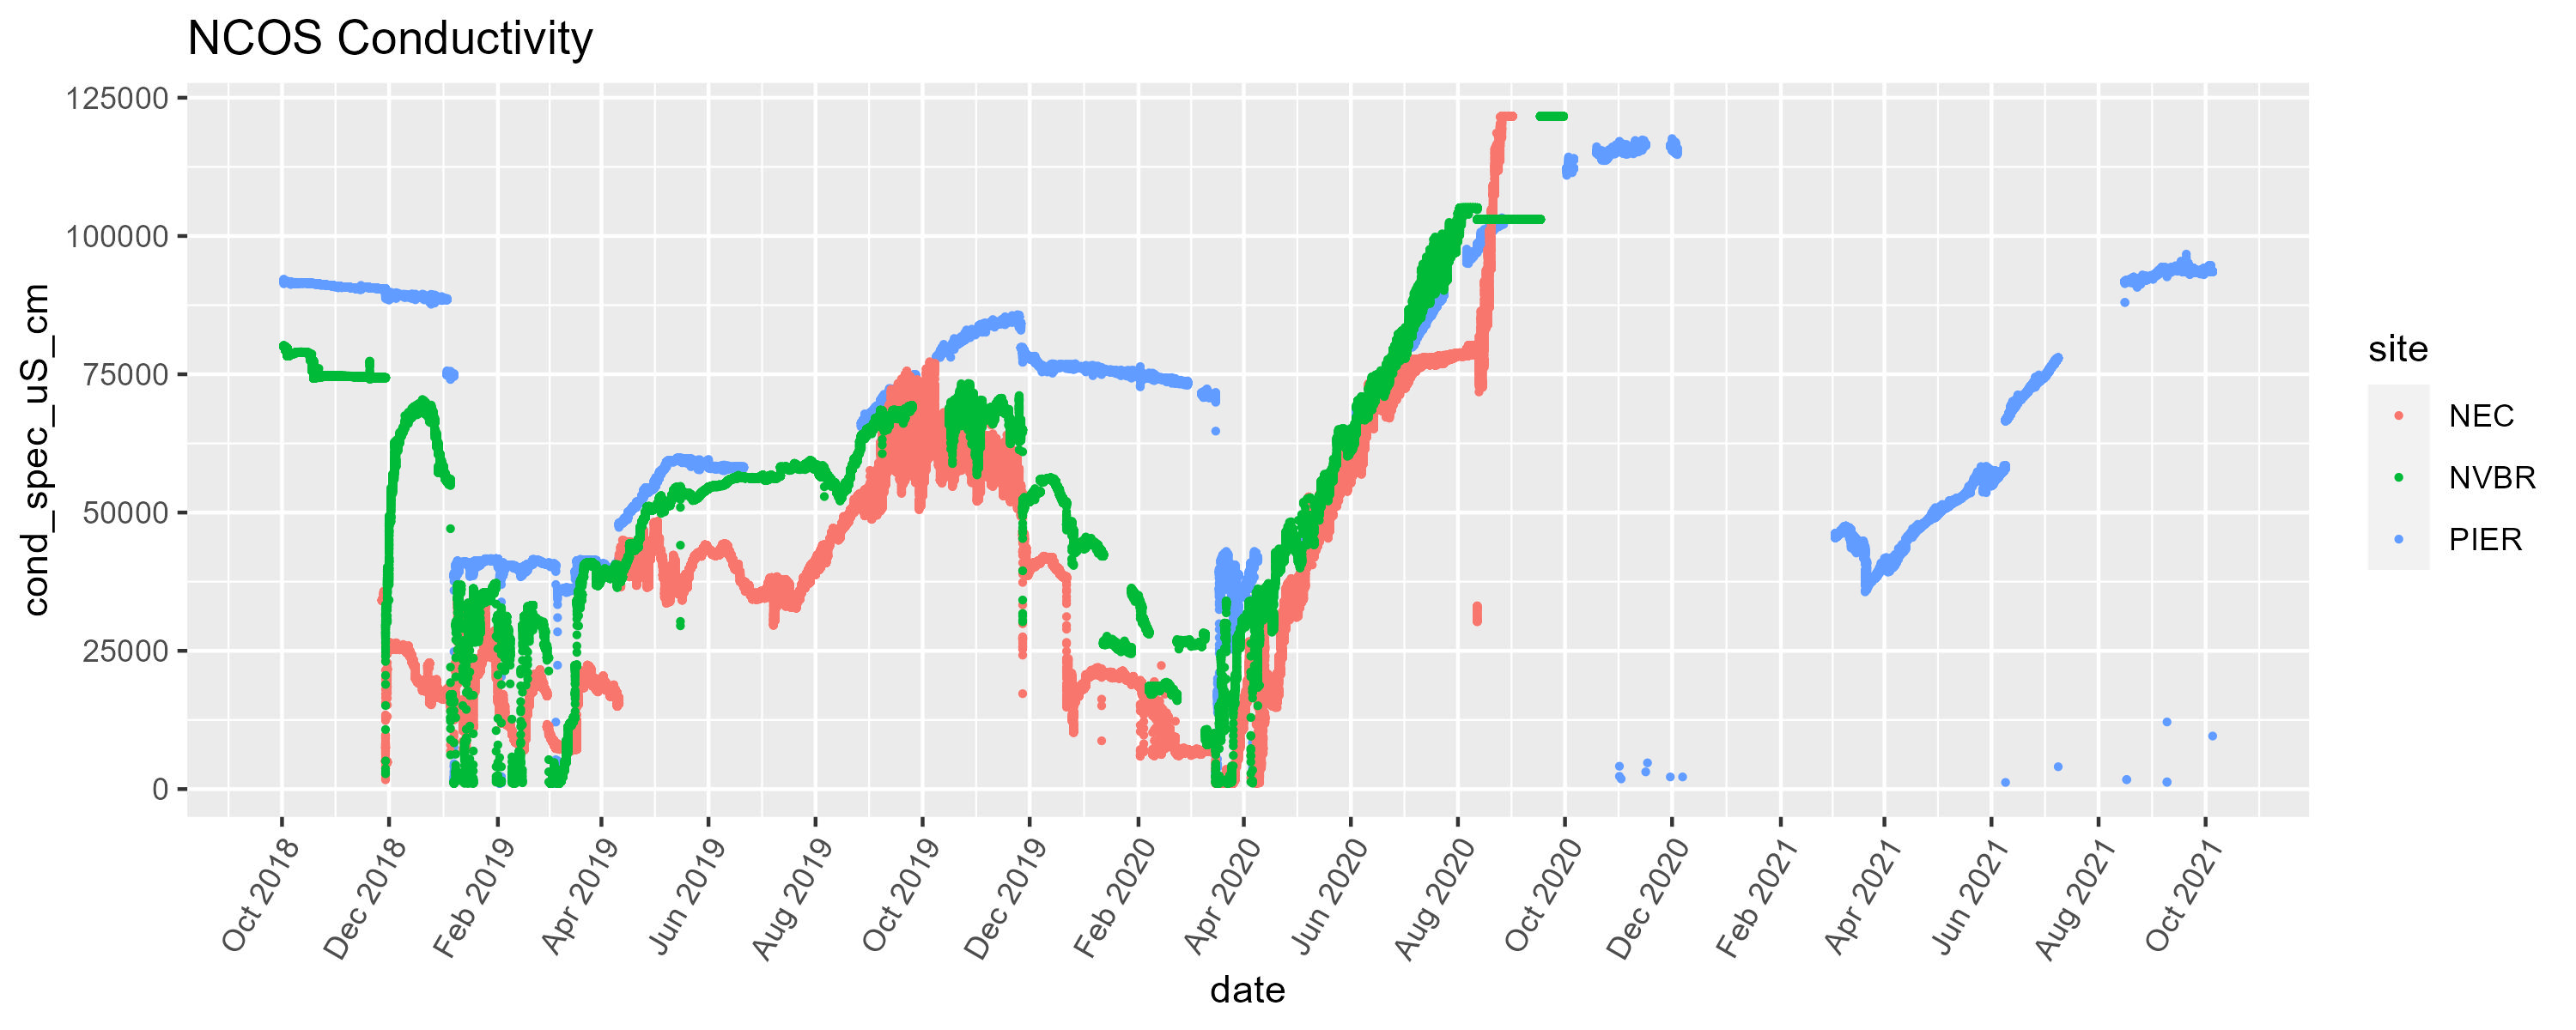 NCOS Conductivity
125000
100000
75000
50000
25000
0
cond_spec_uS_cm
Oct 2018
Dec 2018
Feb 2019
Apr 2019
Jun 2019
Aug 2019
Oct 2019
Dec 2019
Feb 2020
Apr 2020
Jun 2020
Aug 2020
Oct 2020
Dec 2020
Feb 2021
Apr 2021
Jun 2021
Aug 2021
Oct 2021
date
site
NEC
NVBR
PIER